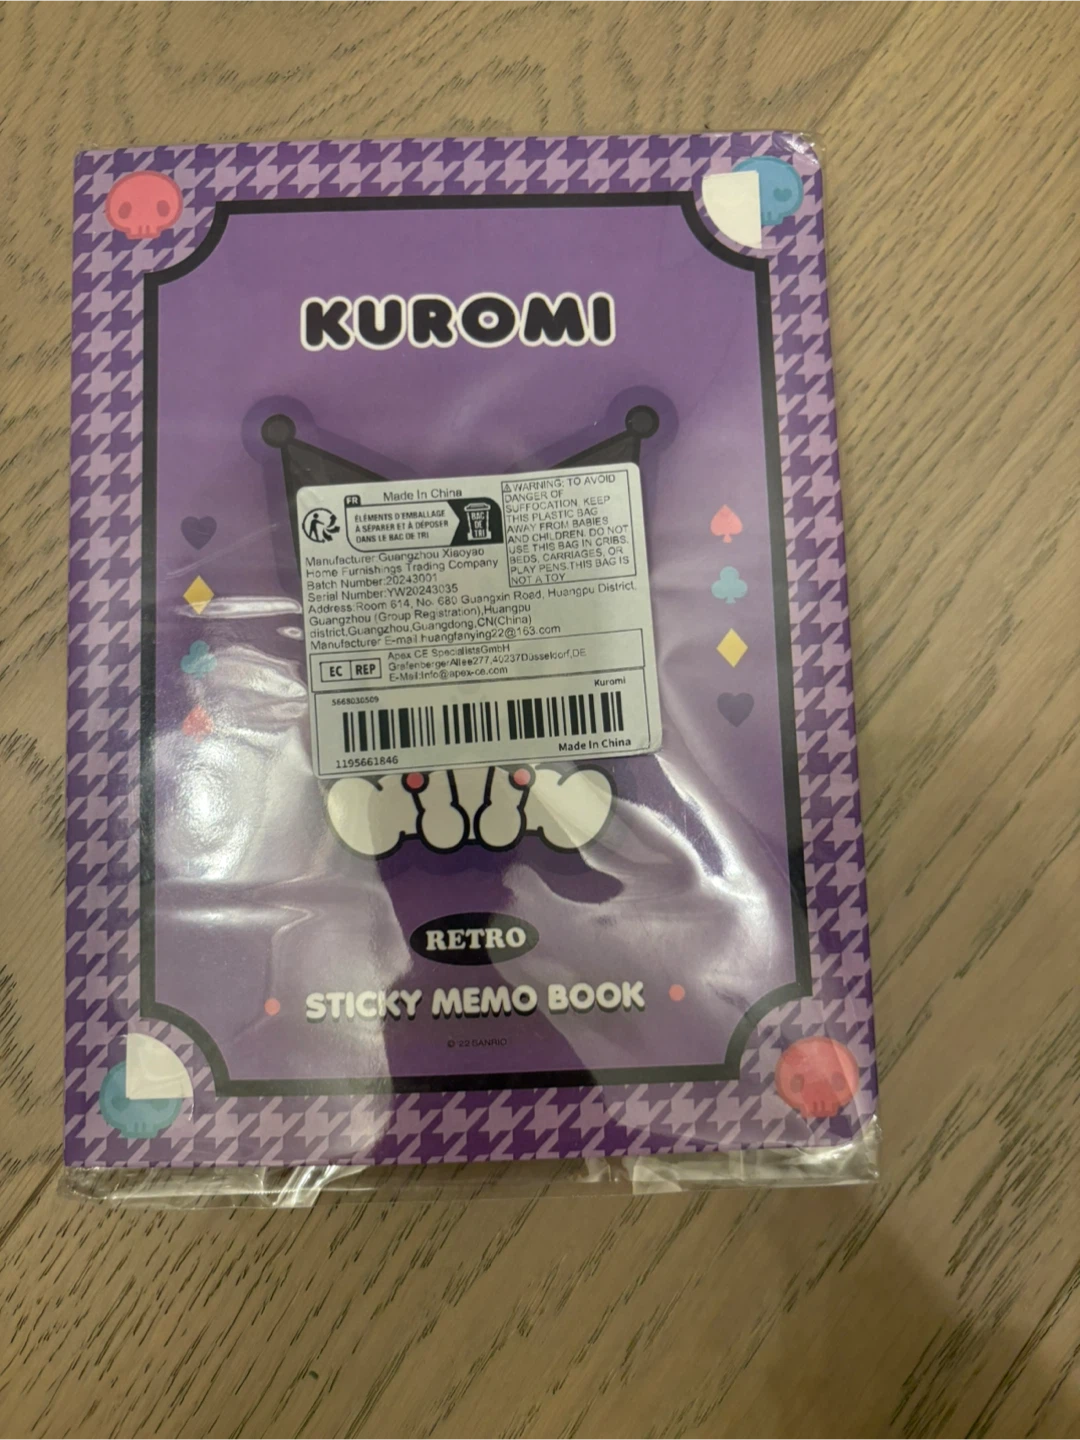 KUROMI
FR
Made In China
ÉLÉMENTS D'EMBALLAGE
À SÉPARER ET À DÉPOSER
DANS LE BAC DE TRI
BAC
DE
TRI
WARNING: TO AVOID
DANGER OF
SUFFOCATION, KEEP
THIS PLASTIC BAG
AWAY FROM BABIES
AND CHILDREN. DO NOT
USE THIS BAG IN CRIBS,
BEDS, CARRIAGES, OR
PLAY PENS.THIS BAG IS
NOT A TOY
Manufacturer:Guangzhou Xiaoyao
Home Furnishings Trading Company
Batch Number:20243001
Serial Number:YW20243035
Address:Room 614, No. 680 Guangxin Road, Huangpu District,
Guangzhou (Group Registration),Huangpu
district,Guangzhou,Guangdong,CN(China)
Manufacturer E-mail:huangfanying22@163.com
EC REP
Apex CE SpecialistsGmbH
GrafenbergerAllee277,40237Düsseldorf,DE
E-Mail:Info@apex-ce.com
Kuromi
5668030509
Made In China
1195661846
RETRO
STICKY MEMO BOOK
© '22 SANRIO